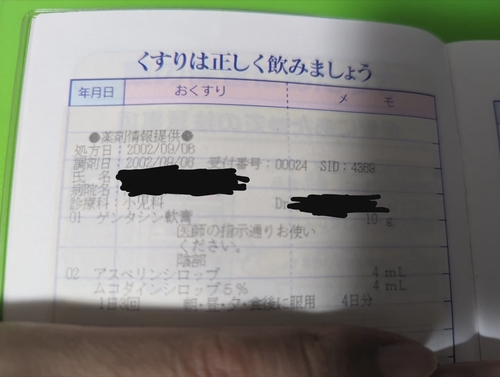 くすりは正しく飲みましょう
年月日 おくすり メモ
●薬剤情報提供●
処方日：2002/09/06
調剤日：2002/09/06 受付番号：00024 SID：4369
氏 名
病院名
診療科：小児科 Dr
01 ゲンタシン軟膏 10 g
医師の指示通りお使い
ください。
陰部
02 アスペリンシロップ 4 mL
ムコダインシロップ5％ 4 mL
1日3回 朝・昼・夕・食後に服用 4日分